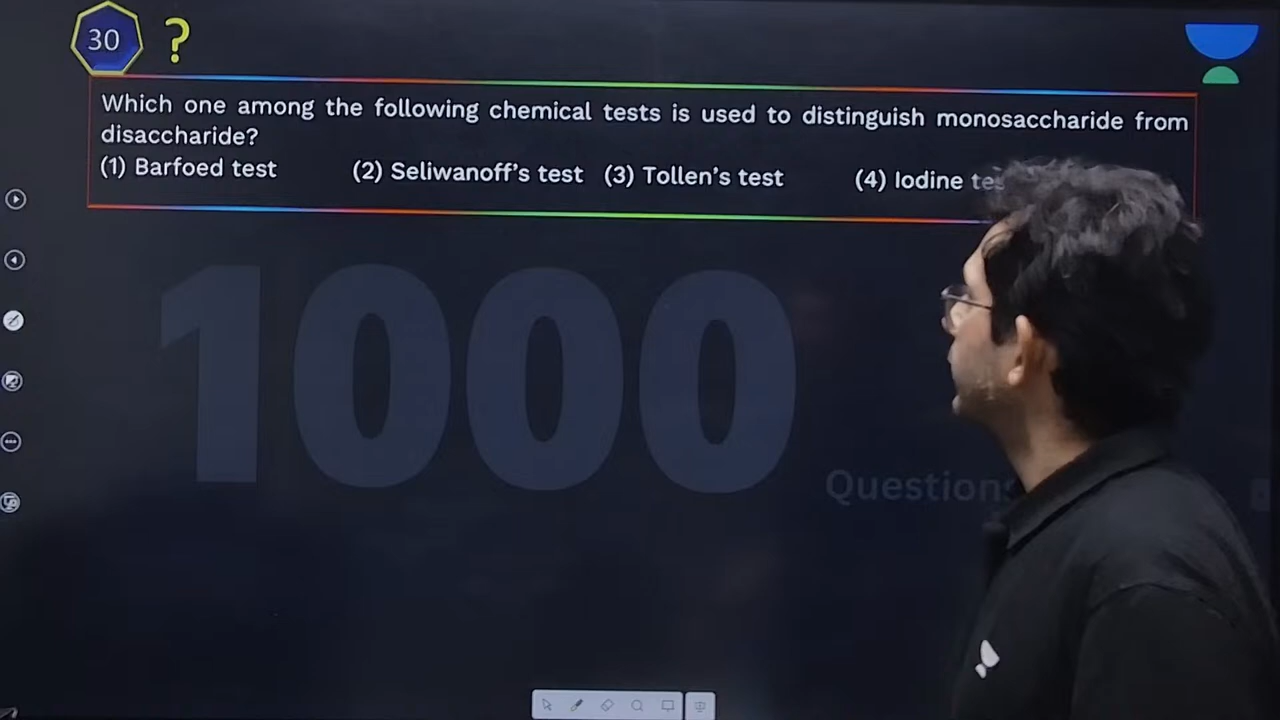 30 ?
Which one among the following chemical tests is used to distinguish monosaccharide from
disaccharide?
(1) Barfoed test (2) Seliwanoff's test (3) Tollen's test (4) Iodine
1000
Questions